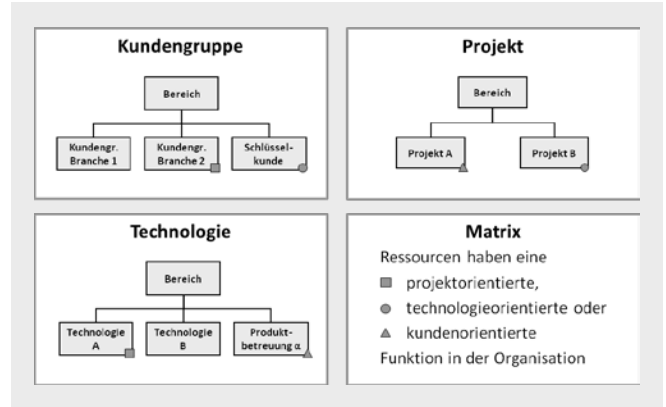 Kundengruppe
Bereich
Kundengr.
Branche 1
Kundengr.
Branche 2
Schlüssel-
kunde
Projekt
Bereich
Projekt A
Projekt B
Technologie
Bereich
Technologie
A
Technologie
B
Produkt-
betreuung α
Matrix
Ressourcen haben eine
projektorientierte,
technologieorientierte oder
kundenorientierte
Funktion in der Organisation